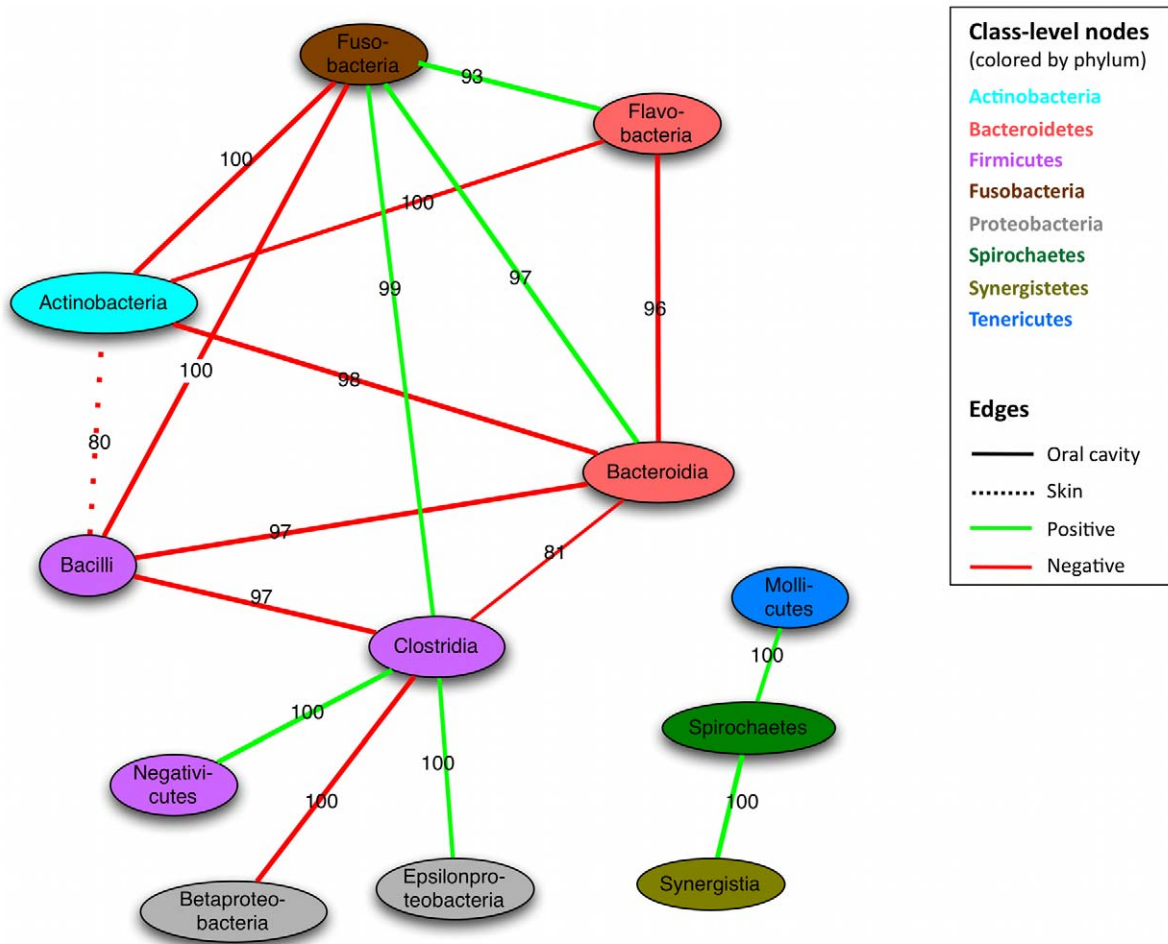 Fuso-
bacteria
93
Flavo-
bacteria
100
100
Actinobacteria
99
97
96
100
98
80
Bacteroidia
97
81
Bacilli
97
Clostridia
Molli-
cutes
100
100
Spirochaetes
Negativi-
cutes
100
100
100
Epsilonpro-
teobacteria
Synergistia
Betaproteo-
bacteria
Class-level nodes
(colored by phylum)
Actinobacteria
Bacteroidetes
Firmicutes
Fusobacteria
Proteobacteria
Spirochaetes
Synergistetes
Tenericutes
Edges
Oral cavity
Skin
Positive
Negative